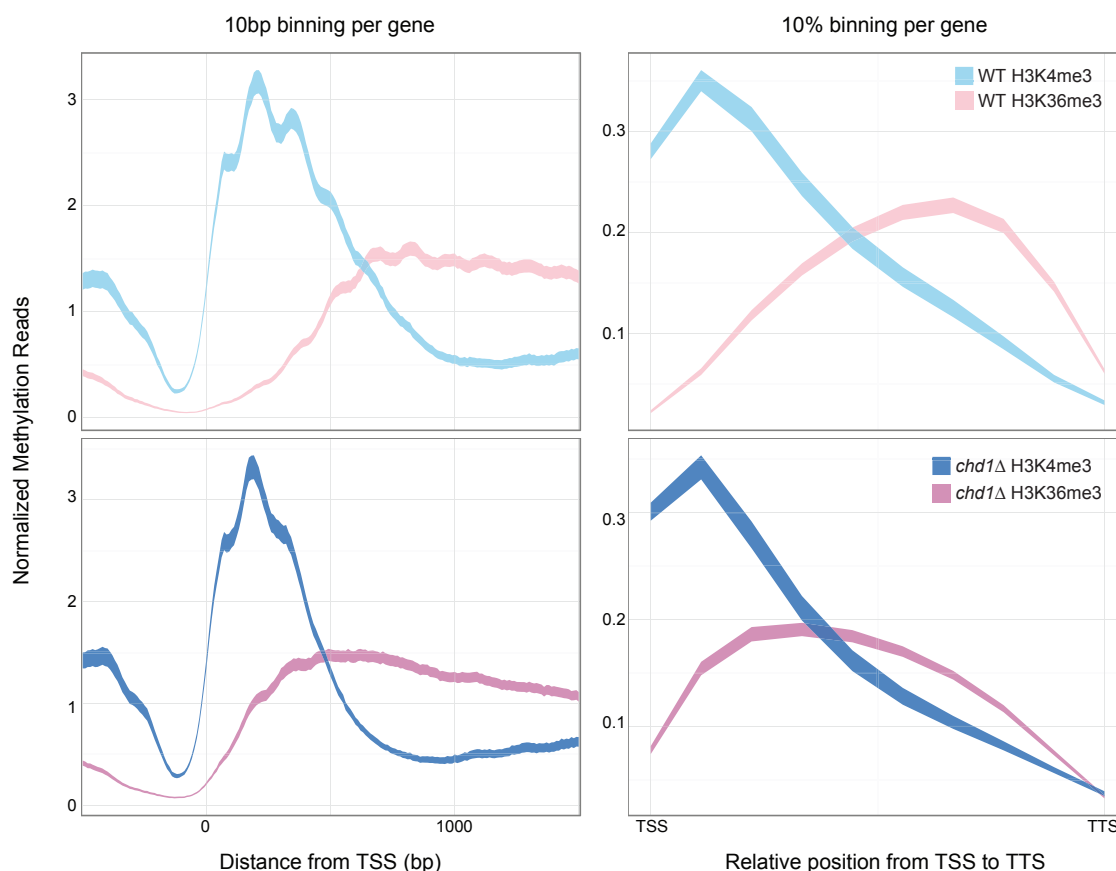 10bp binning per gene
10% binning per gene
Normalized Methylation Reads
3
2
1
0
0.3
0.2
0.1
WT H3K4me3
WT H3K36me3
3
2
1
0
0.3
0.2
0.1
chd1Δ H3K4me3
chd1Δ H3K36me3
0
1000
TSS
TTS
Distance from TSS (bp)
Relative position from TSS to TTS